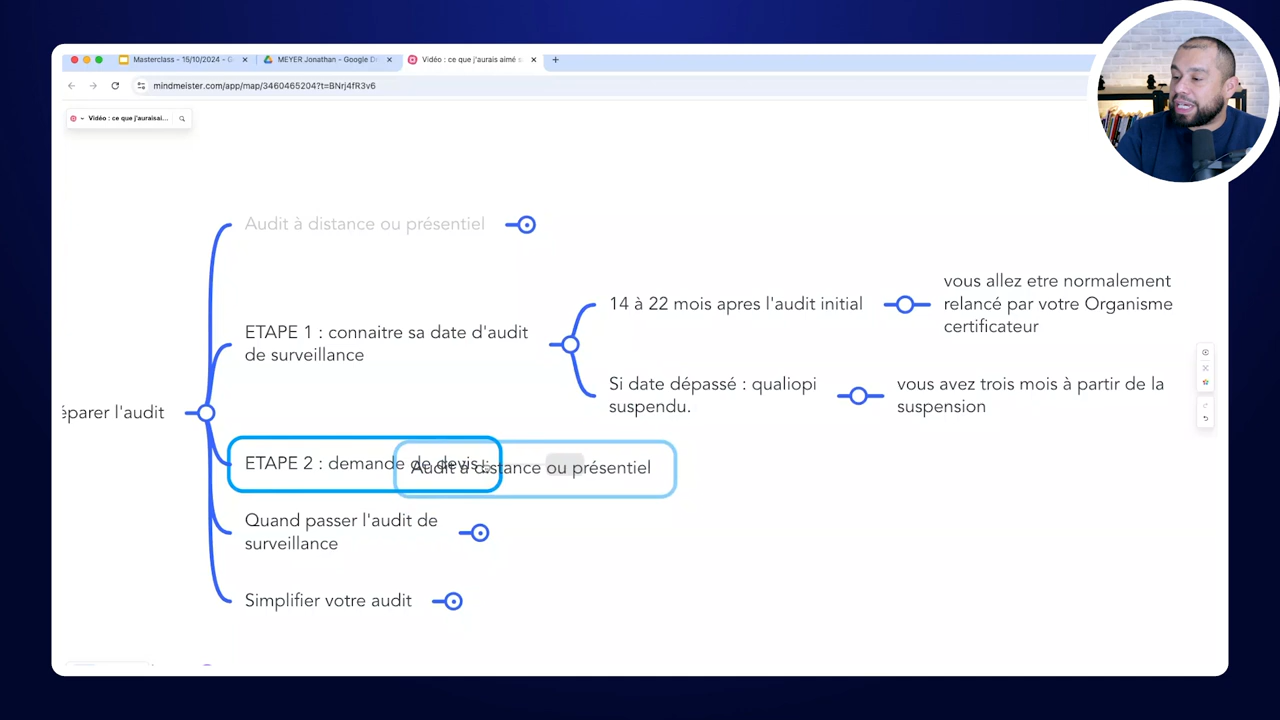 Masterclass - 15/10/2024 - G
MEYER Jonathan - Google D
Vidéo : ce que j'aurais aimé s
mindmeister.com/app/map/3460465204?t=BNrj4fR3v6
Vidéo : ce que j'auraisai...
Audit à distance ou présentiel
ETAPE 1 : connaitre sa date d'audit
de surveillance
14 à 22 mois apres l'audit initial
vous allez etre normalement
relancé par votre Organisme
certificateur
Si date dépassé : qualiopi
suspendu.
vous avez trois mois à partir de la
suspension
éparer l'audit
ETAPE 2 : demande de devis :
Audit à distance ou présentiel
Quand passer l'audit de
surveillance
Simplifier votre audit